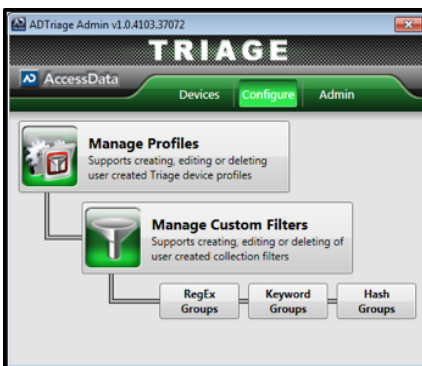 ADTriage Admin v1.0.4103.37072
TRIAGE
AccessData
Devices Configure Admin
Manage Profiles
Supports creating, editing or deleting
user created Triage device profiles
Manage Custom Filters
Supports creating, editing or deleting of
user created collection filters
RegEx Keyword Hash
Groups Groups Groups